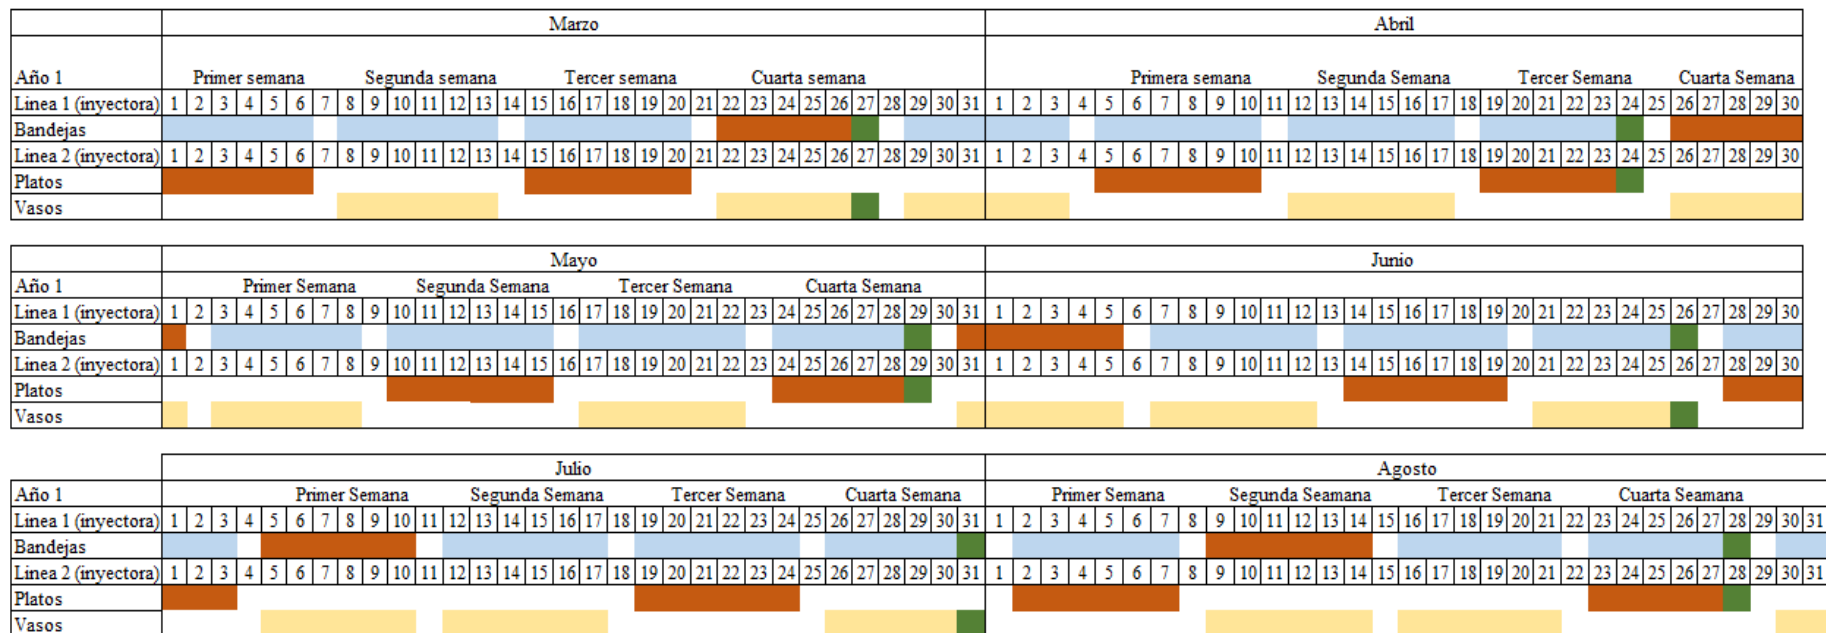 Marzo Abril
Año 1 Primer semana Segunda semana Tercer semana Cuarta semana Primera semana Segunda Semana Tercer Semana Cuarta Semana
Linea 1 (inyectora) 1 2 3 4 5 6 7 8 9 10 11 12 13 14 15 16 17 18 19 20 21 22 23 24 25 26 27 28 29 30 31 1 2 3 4 5 6 7 8 9 10 11 12 13 14 15 16 17 18 19 20 21 22 23 24 25 26 27 28 29 30
Bandejas
Linea 2 (inyectora) 1 2 3 4 5 6 7 8 9 10 11 12 13 14 15 16 17 18 19 20 21 22 23 24 25 26 27 28 29 30 31 1 2 3 4 5 6 7 8 9 10 11 12 13 14 15 16 17 18 19 20 21 22 23 24 25 26 27 28 29 30
Platos
Vasos
Mayo Junio
Año 1 Primer Semana Segunda Semana Tercer Semana Cuarta Semana
Linea 1 (inyectora) 1 2 3 4 5 6 7 8 9 10 11 12 13 14 15 16 17 18 19 20 21 22 23 24 25 26 27 28 29 30 31 1 2 3 4 5 6 7 8 9 10 11 12 13 14 15 16 17 18 19 20 21 22 23 24 25 26 27 28 29 30
Bandejas
Linea 2 (inyectora) 1 2 3 4 5 6 7 8 9 10 11 12 13 14 15 16 17 18 19 20 21 22 23 24 25 26 27 28 29 30 31 1 2 3 4 5 6 7 8 9 10 11 12 13 14 15 16 17 18 19 20 21 22 23 24 25 26 27 28 29 30
Platos
Vasos
Julio Agosto
Año 1 Primer Semana Segunda Semana Tercer Semana Cuarta Semana Primer Semana Segunda Seamana Tercer Semana Cuarta Seamana
Linea 1 (inyectora) 1 2 3 4 5 6 7 8 9 10 11 12 13 14 15 16 17 18 19 20 21 22 23 24 25 26 27 28 29 30 31 1 2 3 4 5 6 7 8 9 10 11 12 13 14 15 16 17 18 19 20 21 22 23 24 25 26 27 28 29 30 31
Bandejas
Linea 2 (inyectora) 1 2 3 4 5 6 7 8 9 10 11 12 13 14 15 16 17 18 19 20 21 22 23 24 25 26 27 28 29 30 31 1 2 3 4 5 6 7 8 9 10 11 12 13 14 15 16 17 18 19 20 21 22 23 24 25 26 27 28 29 30 31
Platos
Vasos